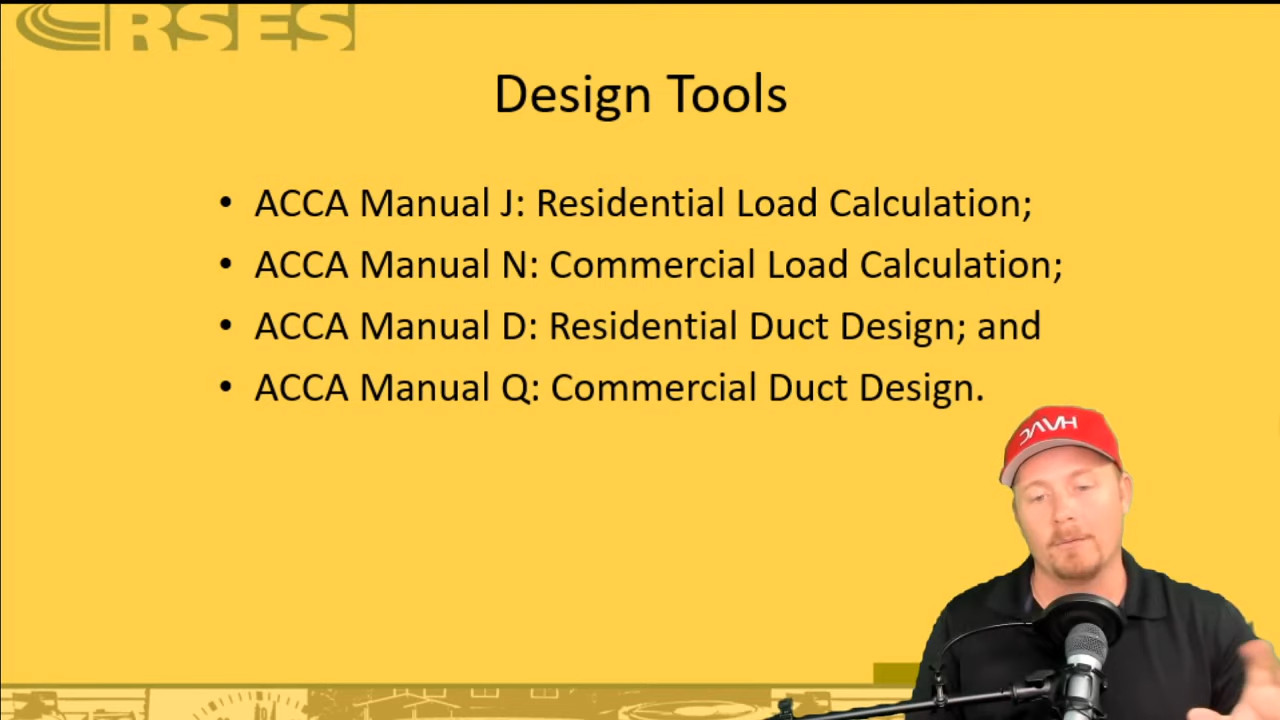 RSES
Design Tools
• ACCA Manual J: Residential Load Calculation;
• ACCA Manual N: Commercial Load Calculation;
• ACCA Manual D: Residential Duct Design; and
• ACCA Manual Q: Commercial Duct Design.